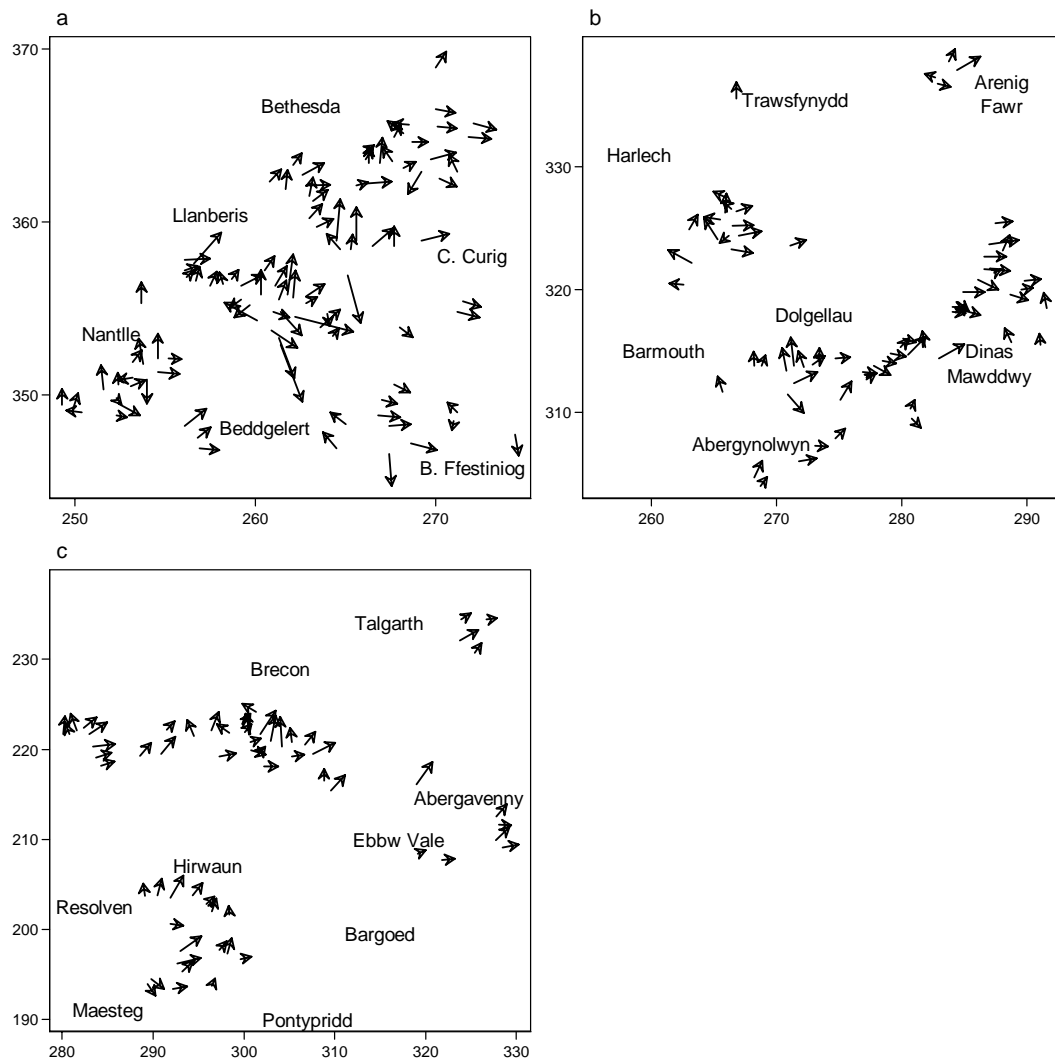 a
370
360
350
250
260
270
Bethesda
Llanberis
C. Curig
Nantlle
Beddgelert
B. Ffestiniog
b
330
320
310
260
270
280
290
Arenig
Fawr
Trawsfynydd
Harlech
Dolgellau
Barmouth
Dinas
Mawddwy
Abergynolwyn
c
230
220
210
200
190
280
290
300
310
320
330
Talgarth
Brecon
Abergavenny
Ebbw Vale
Hirwaun
Resolven
Bargoed
Maesteg
Pontypridd